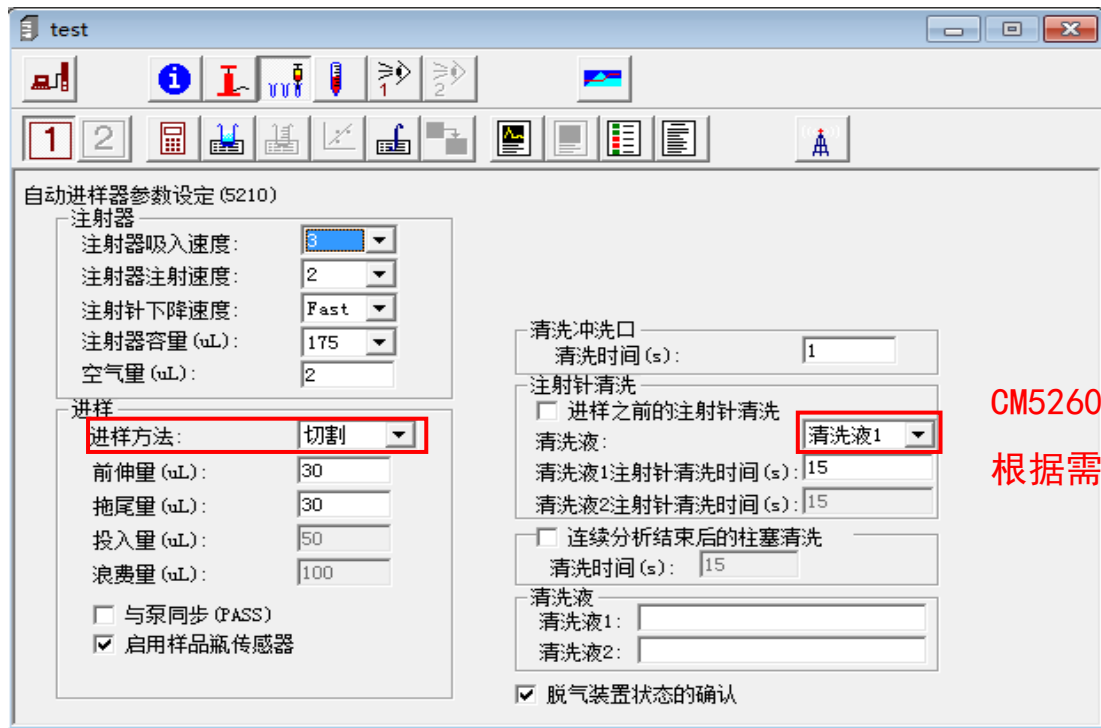 test
1
2
1 2
自动进样器参数设定(5210)
注射器
注射器吸入速度: 3
注射器注射速度: 2
注射针下降速度: Fast
注射器容量(uL): 175
空气量(uL): 2
进样
进样方法: 切割
前伸量(uL): 30
拖尾量(uL): 30
投入量(uL): 50
浪费量(uL): 100
与泵同步(PASS)
启用样品瓶传感器
清洗冲洗口
清洗时间(s): 1
注射针清洗
进样之前的注射针清洗
清洗液: 清洗液1
清洗液1注射针清洗时间(s): 15
清洗液2注射针清洗时间(s): 15
连续分析结束后的柱塞清洗
清洗时间(s): 15
清洗液
清洗液1:
清洗液2:
脱气装置状态的确认
CM5260
根据需